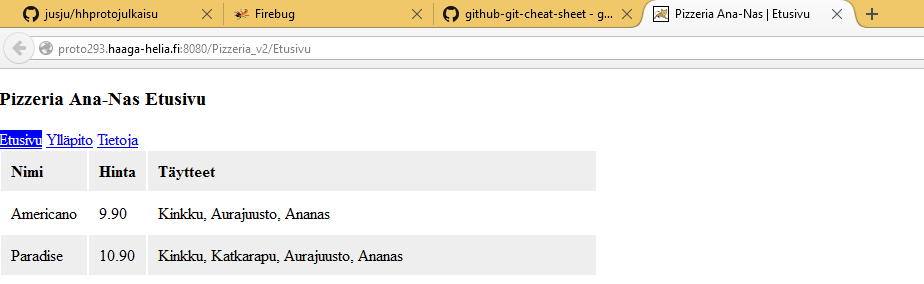 jusju/hhprotojulkaisu
Firebug
github-git-cheat-sheet - g...
Pizzeria Ana-Nas | Etusivu
proto293.haaga-helia.fi:8080/Pizzeria_v2/Etusivu
Pizzeria Ana-Nas Etusivu
Etusivu Ylläpito Tietoja
Nimi Hinta Täytteet
Americano 9.90 Kinkku, Aurajuusto, Ananas
Paradise 10.90 Kinkku, Katkarapu, Aurajuusto, Ananas